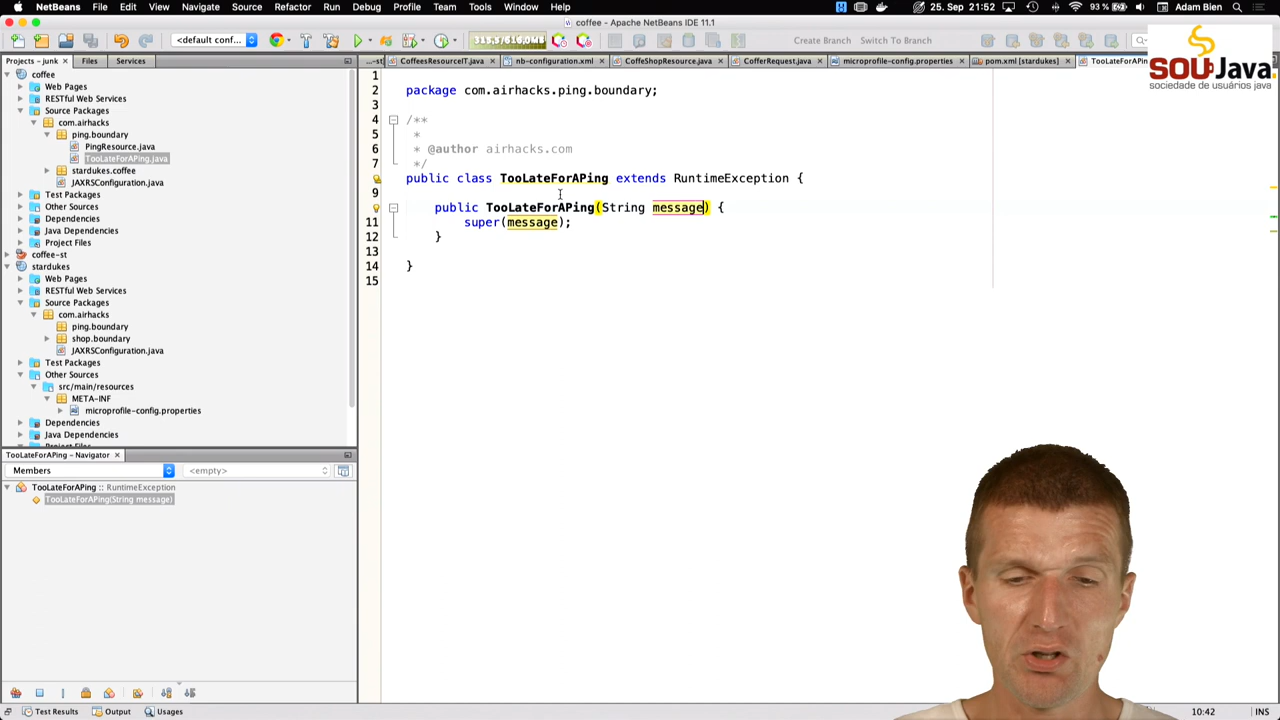 NetBeans File Edit View Navigate Source Refactor Run Debug Profile Team Tools Window Help 25. Sep 21:52 93 % Adam Bien
coffee - Apache NetBeans IDE 11.1
<default conf... Create Branch Switch To Branch
SOUJava
sociedade de usuários java
Projects - junk Files Services
CoffeesResourceIT.java nb-configuration.xml CoffeShopResource.java CofferRequest.java microprofile-config.properties pom.xml [stardukes] TooLateForAPin
coffee
Web Pages
RESTful Web Services
Source Packages
com.airhacks
ping.boundary
PingResource.java
TooLateForAPing.java
stardukes.coffee
JAXRSConfiguration.java
Test Packages
Other Sources
Dependencies
Java Dependencies
Project Files
coffee-st
stardukes
Web Pages
RESTful Web Services
Source Packages
com.airhacks
ping.boundary
shop.boundary
JAXRSConfiguration.java
Test Packages
Other Sources
src/main/resources
META-INF
microprofile-config.properties
Dependencies
Java Dependencies
1
2 package com.airhacks.ping.boundary;
3
4 /**
5 *
6 * @author airhacks.com
7 */
8 public class TooLateForAPing extends RuntimeException {
9
public TooLateForAPing(String message) {
11 super(message);
12 }
13
14 }
15
TooLateForAPing - Navigator
Members <empty>
TooLateForAPing :: RuntimeException
TooLateForAPing(String message)
Test Results Output Usages 10:42 INS